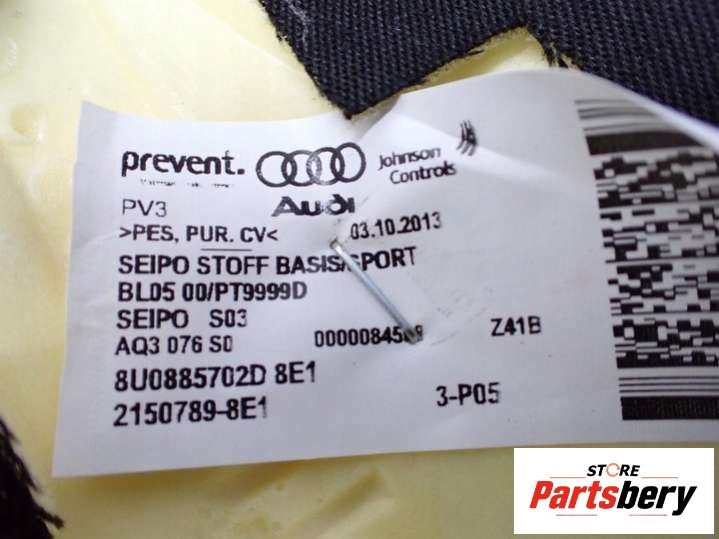 prevent.
Johnson
Controls
PV3
Audi
>PES, PUR. CV<
03.10.2013
SEIPO STOFF BASIS/SPORT
BL05 00/PT9999D
SEIPO S03
AQ3 076 S0
Z41B
8U0885702D 8E1
2150789-8E1
3-P05
STORE
Partsbery